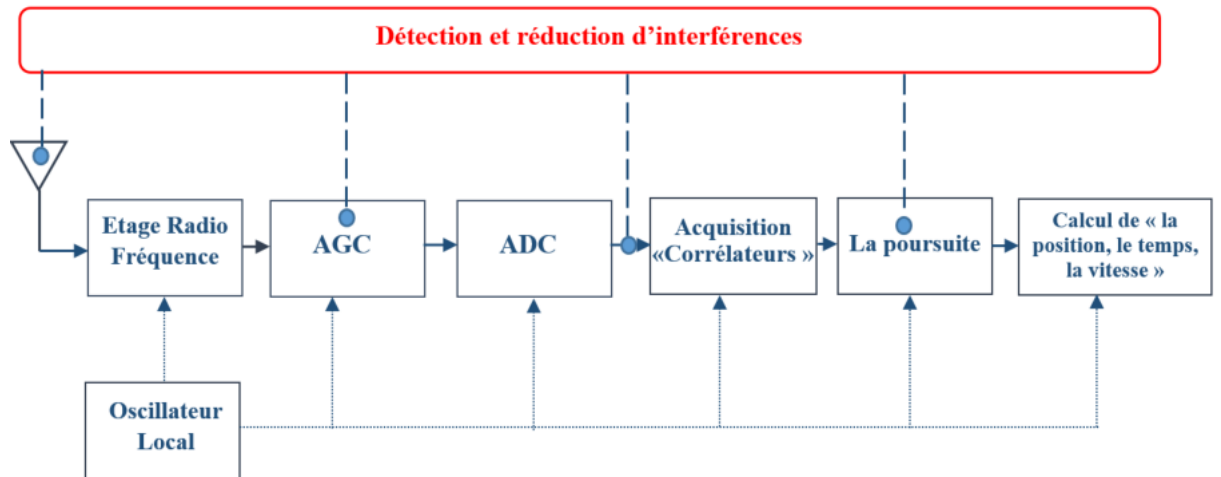 Détection et réduction d'interférences
Etage Radio
Fréquence
AGC
ADC
Acquisition
«Corrélateurs »
La poursuite
Calcul de « la
position, le temps,
la vitesse »
Oscillateur
Local